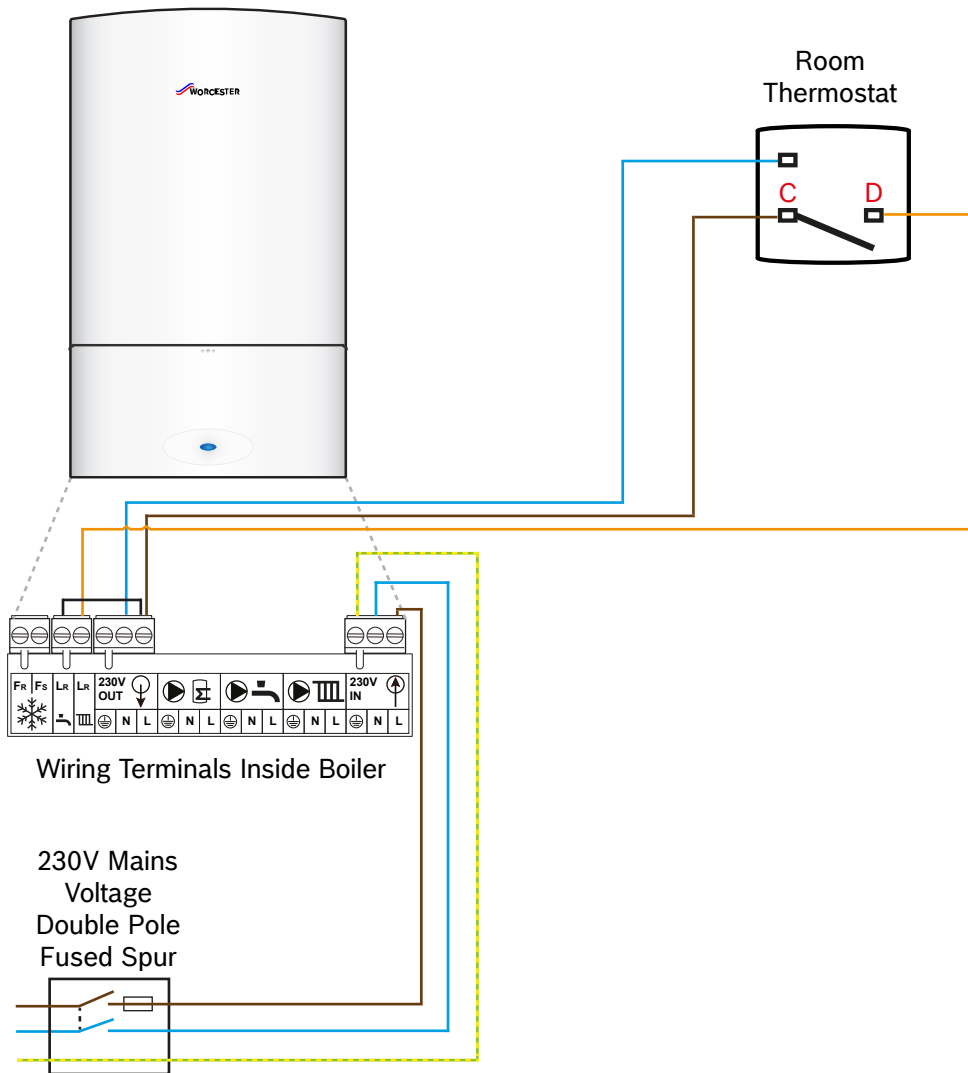 WORCESTER
Room
Thermostat
C D
FR FS LR LR 230V OUT 230V IN
N L N L N L N L N L
Wiring Terminals Inside Boiler
230V Mains
Voltage
Double Pole
Fused Spur